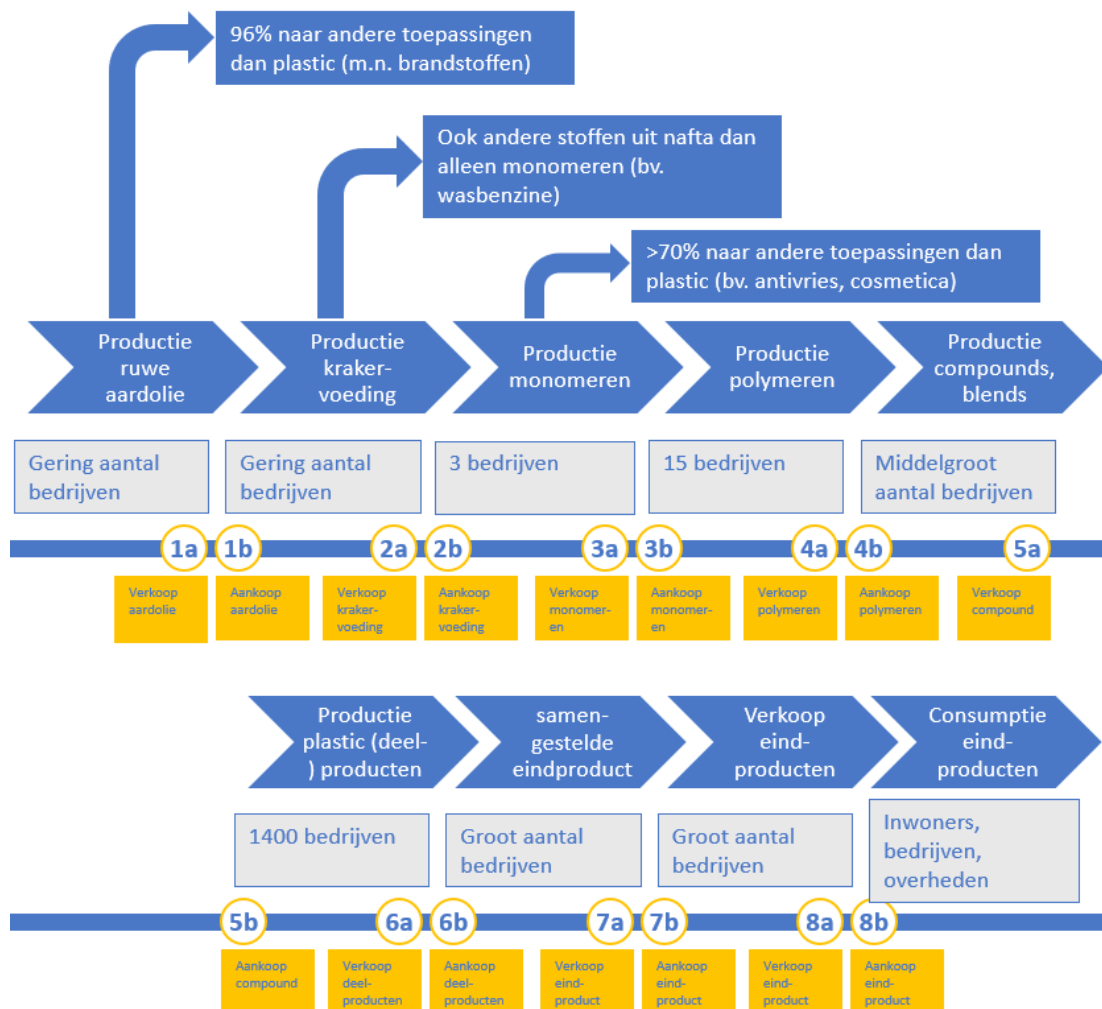 96% naar andere toepassingen
dan plastic (m.n. brandstoffen)
Ook andere stoffen uit nafta dan
alleen monomeren (bv.
wasbenzine)
>70% naar andere toepassingen dan
plastic (bv. antivries, cosmetica)
Productie
ruwe
aardolie
Productie
kraker-
voeding
Productie
monomeren
Productie
polymeren
Productie
compounds,
blends
Gering aantal
bedrijven
Gering aantal
bedrijven
3 bedrijven
15 bedrijven
Middelgroot
aantal bedrijven
1a
1b
2a
2b
3a
3b
4a
4b
5a
Verkoop
aardolie
Aankoop
aardolie
Verkoop
kraker-
voeding
Aankoop
kraker-
voeding
Verkoop
monomer-
en
Aankoop
monomer-
en
Verkoop
polymeren
Aankoop
polymeren
Verkoop
compound
Productie
plastic (deel-
) producten
samen-
gestelde
eindproduct
Verkoop
eind-
producten
Consumptie
eind-
producten
1400 bedrijven
Groot aantal
bedrijven
Groot aantal
bedrijven
Inwoners,
bedrijven,
overheden
5b
6a
6b
7a
7b
8a
8b
Aankoop
compound
Verkoop
deel-
producten
Aankoop
deel-
producten
Verkoop
eind-
product
Aankoop
eind-
product
Verkoop
eind-
product
Aankoop
eind-
product